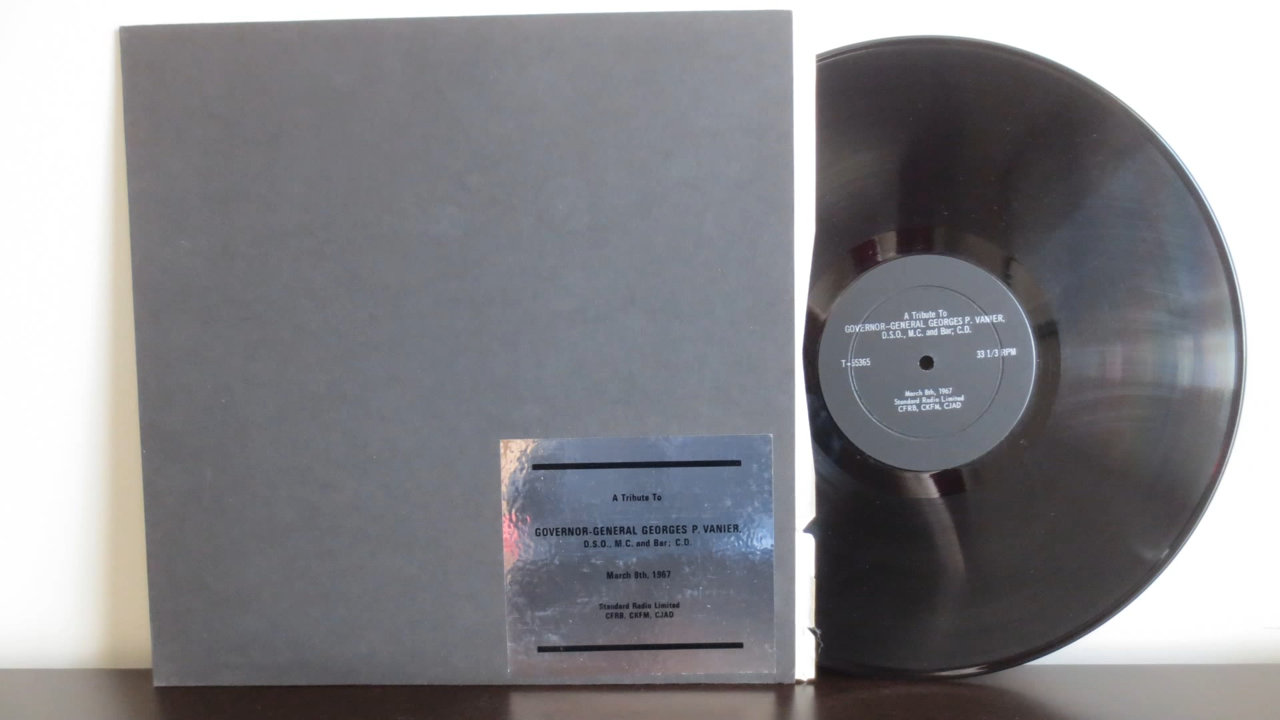 A Tribute To
GOVERNOR-GENERAL GEORGES P. VANIER,
D.S.O., M.C. and Bar; C.D.
March 8th, 1967
Standard Radio Limited
CFRB, CKFM, CJAD
A Tribute To
GOVERNOR-GENERAL GEORGES P. VANIER,
D.S.O., M.C. and Bar; C.D.
T-55365
33 1/3 RPM
March 8th, 1967
Standard Radio Limited
CFRB, CKFM, CJAD